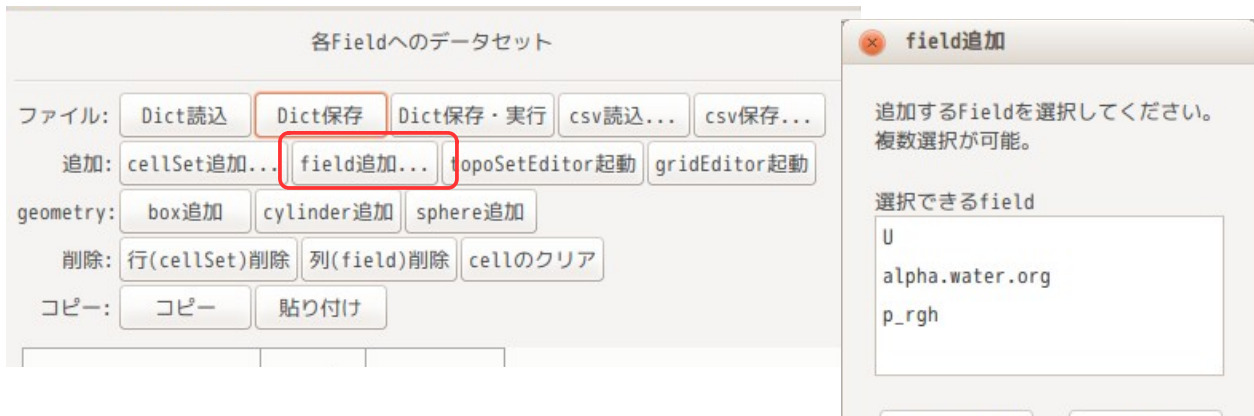 各Fieldへのデータセット
ファイル: Dict読込 Dict保存 Dict保存・実行 csv読込... csv保存...
追加: cellSet追加... field追加... topoSetEditor起動 gridEditor起動
geometry: box追加 cylinder追加 sphere追加
削除: 行(cellSet)削除 列(field)削除 cellのクリア
コピー: コピー 貼り付け
field追加
追加するFieldを選択してください。
複数選択が可能。
選択できるfield
U
alpha.water.org
p_rgh